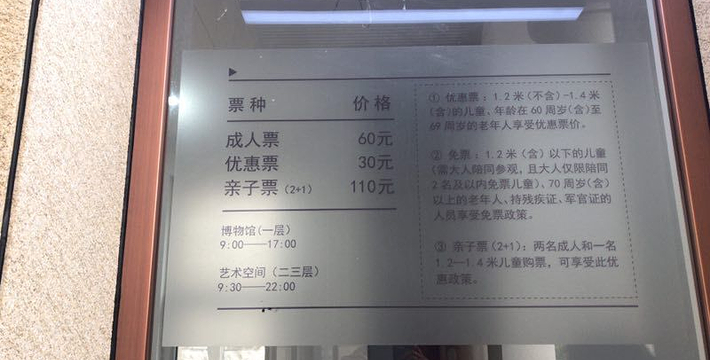 票种 价格
成人票 60元
优惠票 30元
亲子票 (2+1) 110元
博物馆(一层)
9:00——17:00
艺术空间（二三层）
9:30——22:00
① 优惠票：1.2 米（不含）-1.4 米
(含)的儿童、年龄在 60 周岁(含)至
69 周岁的老年人享受优惠票价。
② 免票：1.2 米（含）以下的儿童
(需大人陪同参观，且大人仅限陪同
2 名及以内免票儿童)、70 周岁(含)
以上的老年人、持残疾证、军官证的
人员享受免票政策。
③ 亲子票(2+1)：两名成人和一名
1.2—1.4 米儿童购票，可享受此优
惠政策。